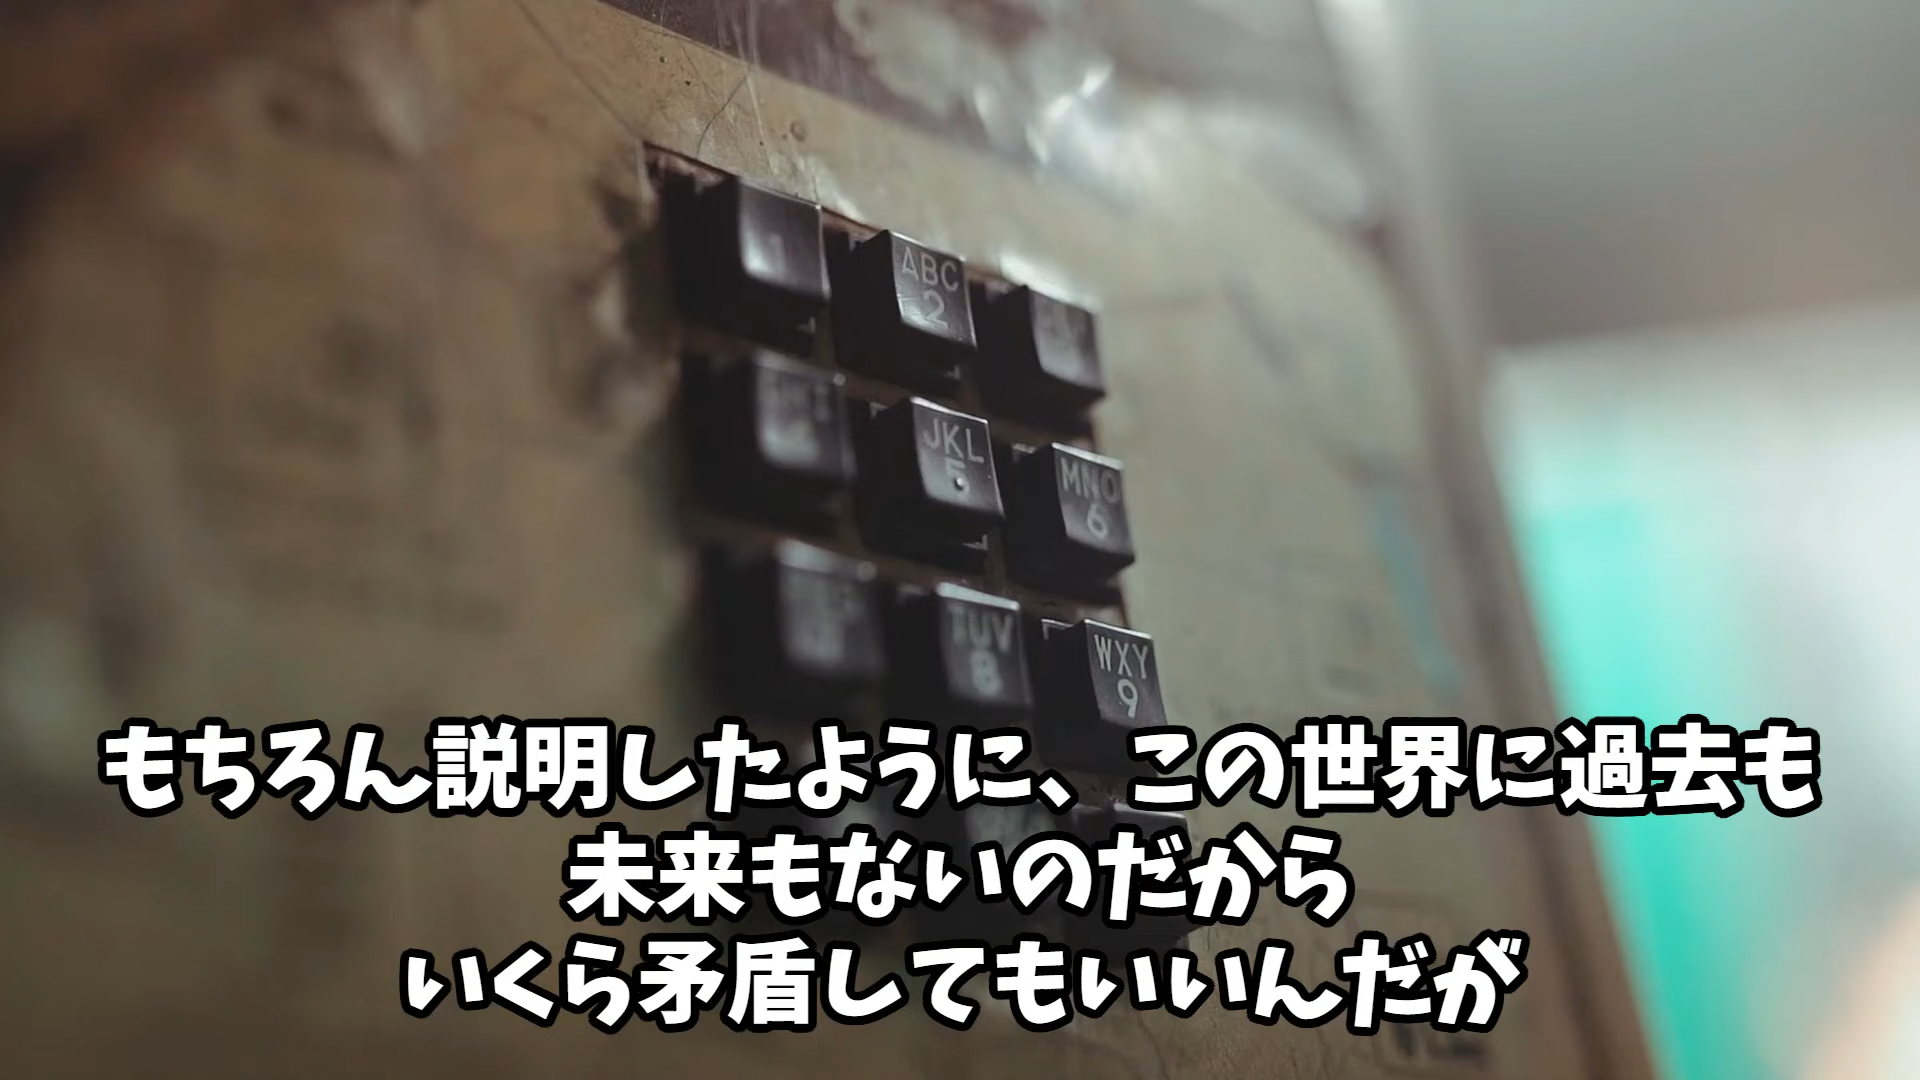 ABC
2
JKL
5
MNO
6
TUV
8
WXY
9
もちろん説明したように、この世界に過去も
未来もないのだから
いくら矛盾してもいいんだが